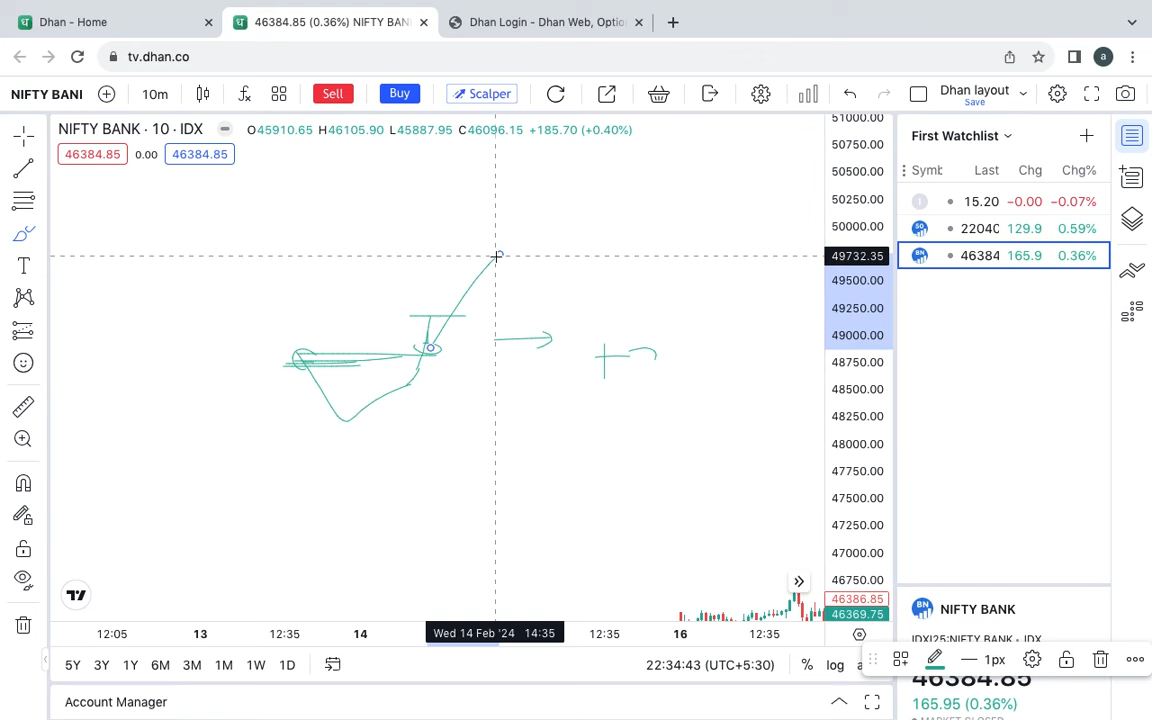 Dhan - Home
46384.85 (0.36%) NIFTY BAN
Dhan Login - Dhan Web, Optio
tv.dhan.co
a
NIFTY BANI
10m
Sell
Buy
Scalper
Dhan layout
Save
NIFTY BANK · 10 · IDX
O45910.65 H46105.90 L45887.95 C46096.15 +185.70 (+0.40%)
46384.85 0.00 46384.85
51000.00
50750.00
50500.00
50250.00
50000.00
49732.35
49500.00
49250.00
49000.00
48750.00
48500.00
48250.00
48000.00
47750.00
47500.00
47250.00
47000.00
46750.00
46386.85
46369.75
First Watchlist
Symb Last Chg Chg%
15.20 −0.00 −0.07%
50 22040 129.9 0.59%
BN 46384 165.9 0.36%
12:05 13 12:35 14 Wed 14 Feb '24 14:35 12:35 16 12:35
5Y 3Y 1Y 6M 3M 1M 1W 1D
22:34:43 (UTC+5:30) % log
1px
Account Manager
BN NIFTY BANK
NIFTY BANK · IDX
46384.85
165.95 (0.36%)
MARKET CLOSED